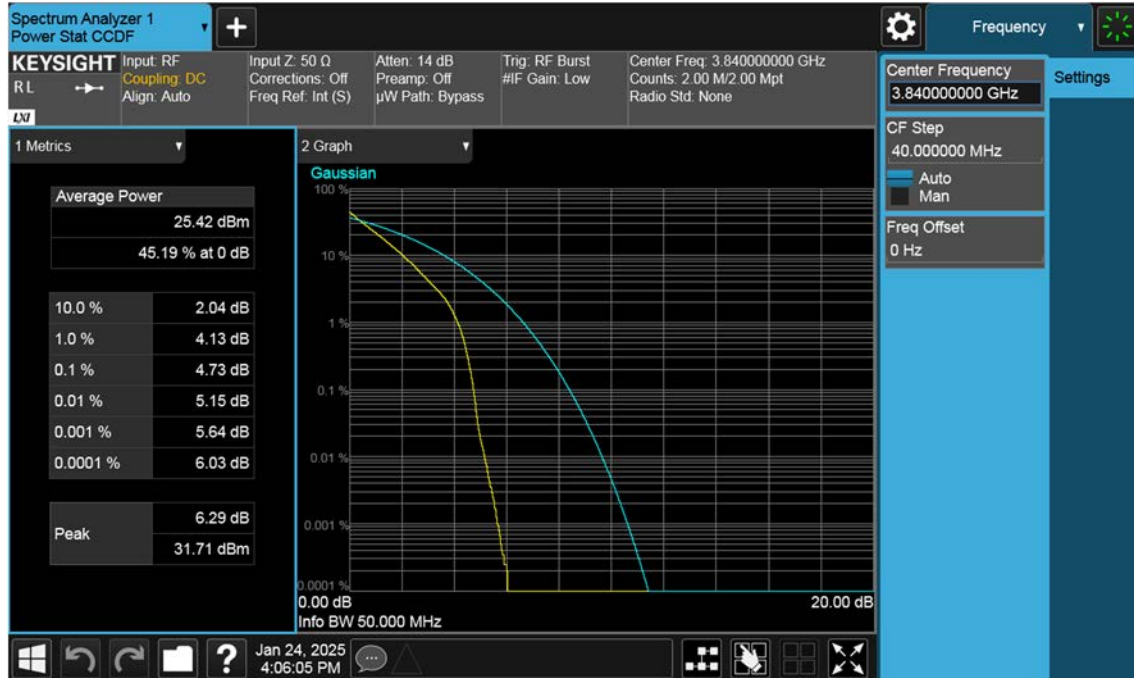 Spectrum Analyzer 1
Power Stat CCDF
+
Frequency
KEYSIGHT
RL
LXI
Input: RF
Coupling: DC
Align: Auto
Input Z: 50 Ω
Corrections: Off
Freq Ref: Int (S)
Atten: 14 dB
Preamp: Off
µW Path: Bypass
Trig: RF Burst
#IF Gain: Low
Center Freq: 3.840000000 GHz
Counts: 2.00 M/2.00 Mpt
Radio Std: None
Center Frequency
3.840000000 GHz
Settings
CF Step
40.000000 MHz
Auto
Man
Freq Offset
0 Hz
1 Metrics
Average Power
25.42 dBm
45.19 % at 0 dB
10.0 % 2.04 dB
1.0 % 4.13 dB
0.1 % 4.73 dB
0.01 % 5.15 dB
0.001 % 5.64 dB
0.0001 % 6.03 dB
Peak
6.29 dB
31.71 dBm
2 Graph
Gaussian
100 %
10 %
1 %
0.1 %
0.01 %
0.001 %
0.0001 %
0.00 dB 20.00 dB
Info BW 50.000 MHz
?
Jan 24, 2025
4:06:05 PM